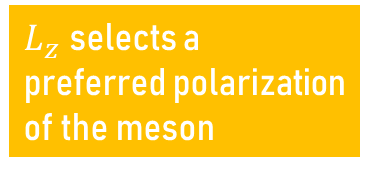 L_Z selects a
preferred polarization
of the meson